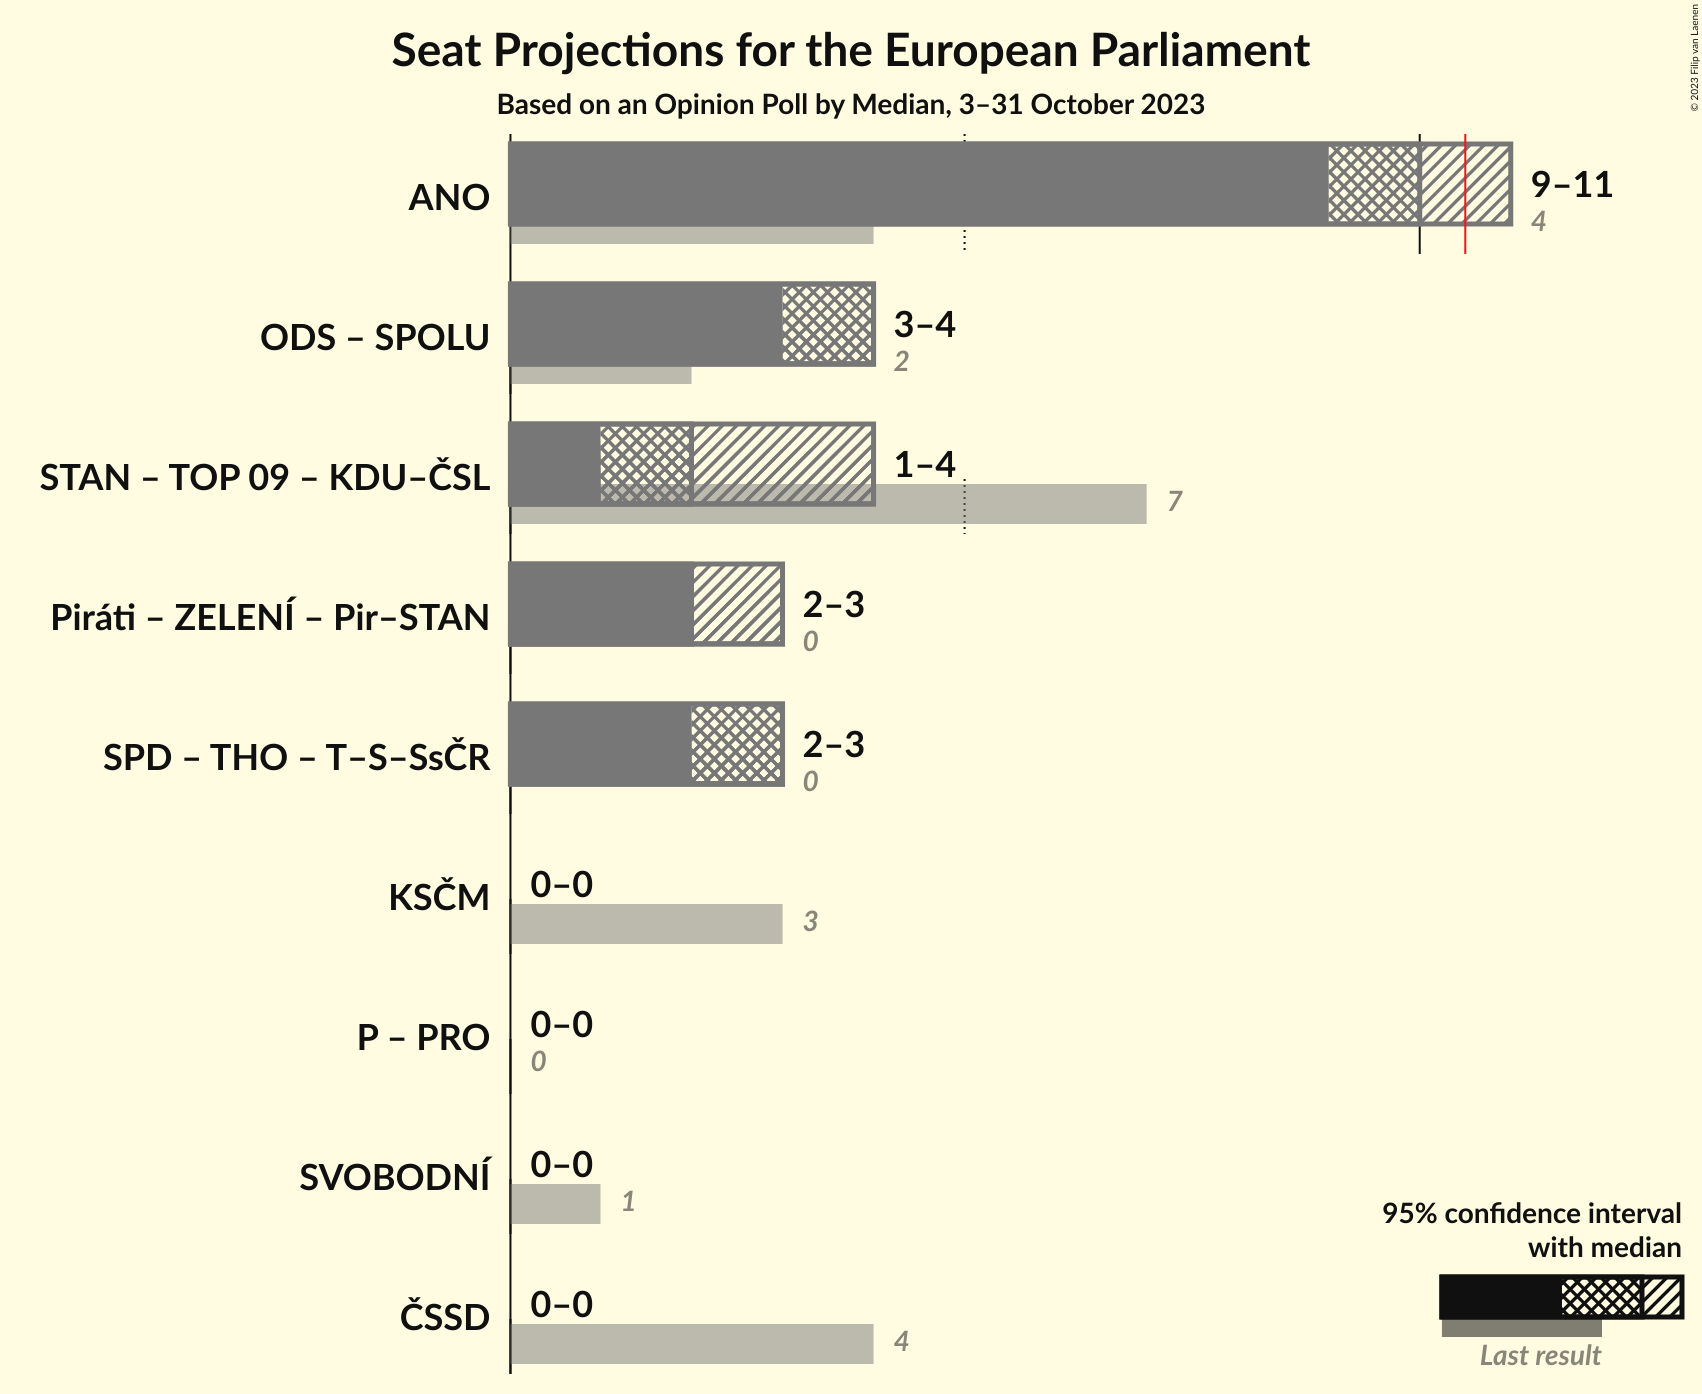 Seat Projections for the European Parliament
Based on an Opinion Poll by Median, 3–31 October 2023
© 2023 Filip van Laenen
ANO
9–11
4
ODS – SPOLU
3–4
2
STAN – TOP 09 – KDU–ČSL
1–4
7
Piráti – ZELENÍ – Pir–STAN
2–3
0
SPD – THO – T–S–SsČR
2–3
0
KSČM
0–0
3
P – PRO
0–0
0
SVOBODNÍ
0–0
1
ČSSD
0–0
4
95% confidence interval
with median
Last result